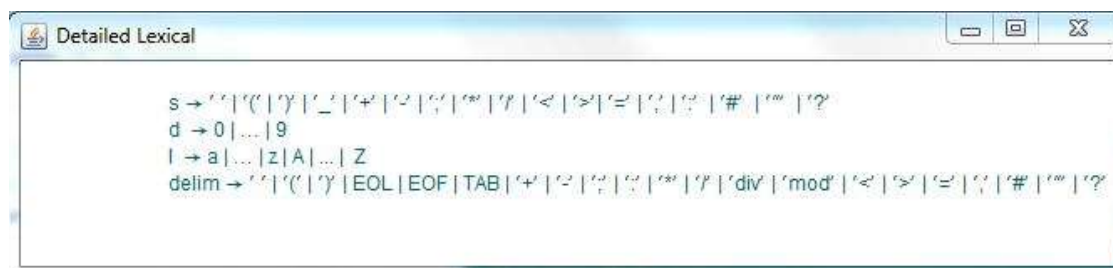 Detailed Lexical
s → ' ' | '(' | ')' | '_' | '+' | '-' | ';' | '*' | '/' | '<' | '>' | '=' | ',' | ':' | '#' | '"' | '?'
d → 0 | ... | 9
l → a | ... | z | A | ... | Z
delim → ' ' | '(' | ')' | EOL | EOF | TAB | '+' | '-' | ';' | ':' | '*' | '/' | 'div' | 'mod' | '<' | '>' | '=' | ',' | '#' | '"' | '?'